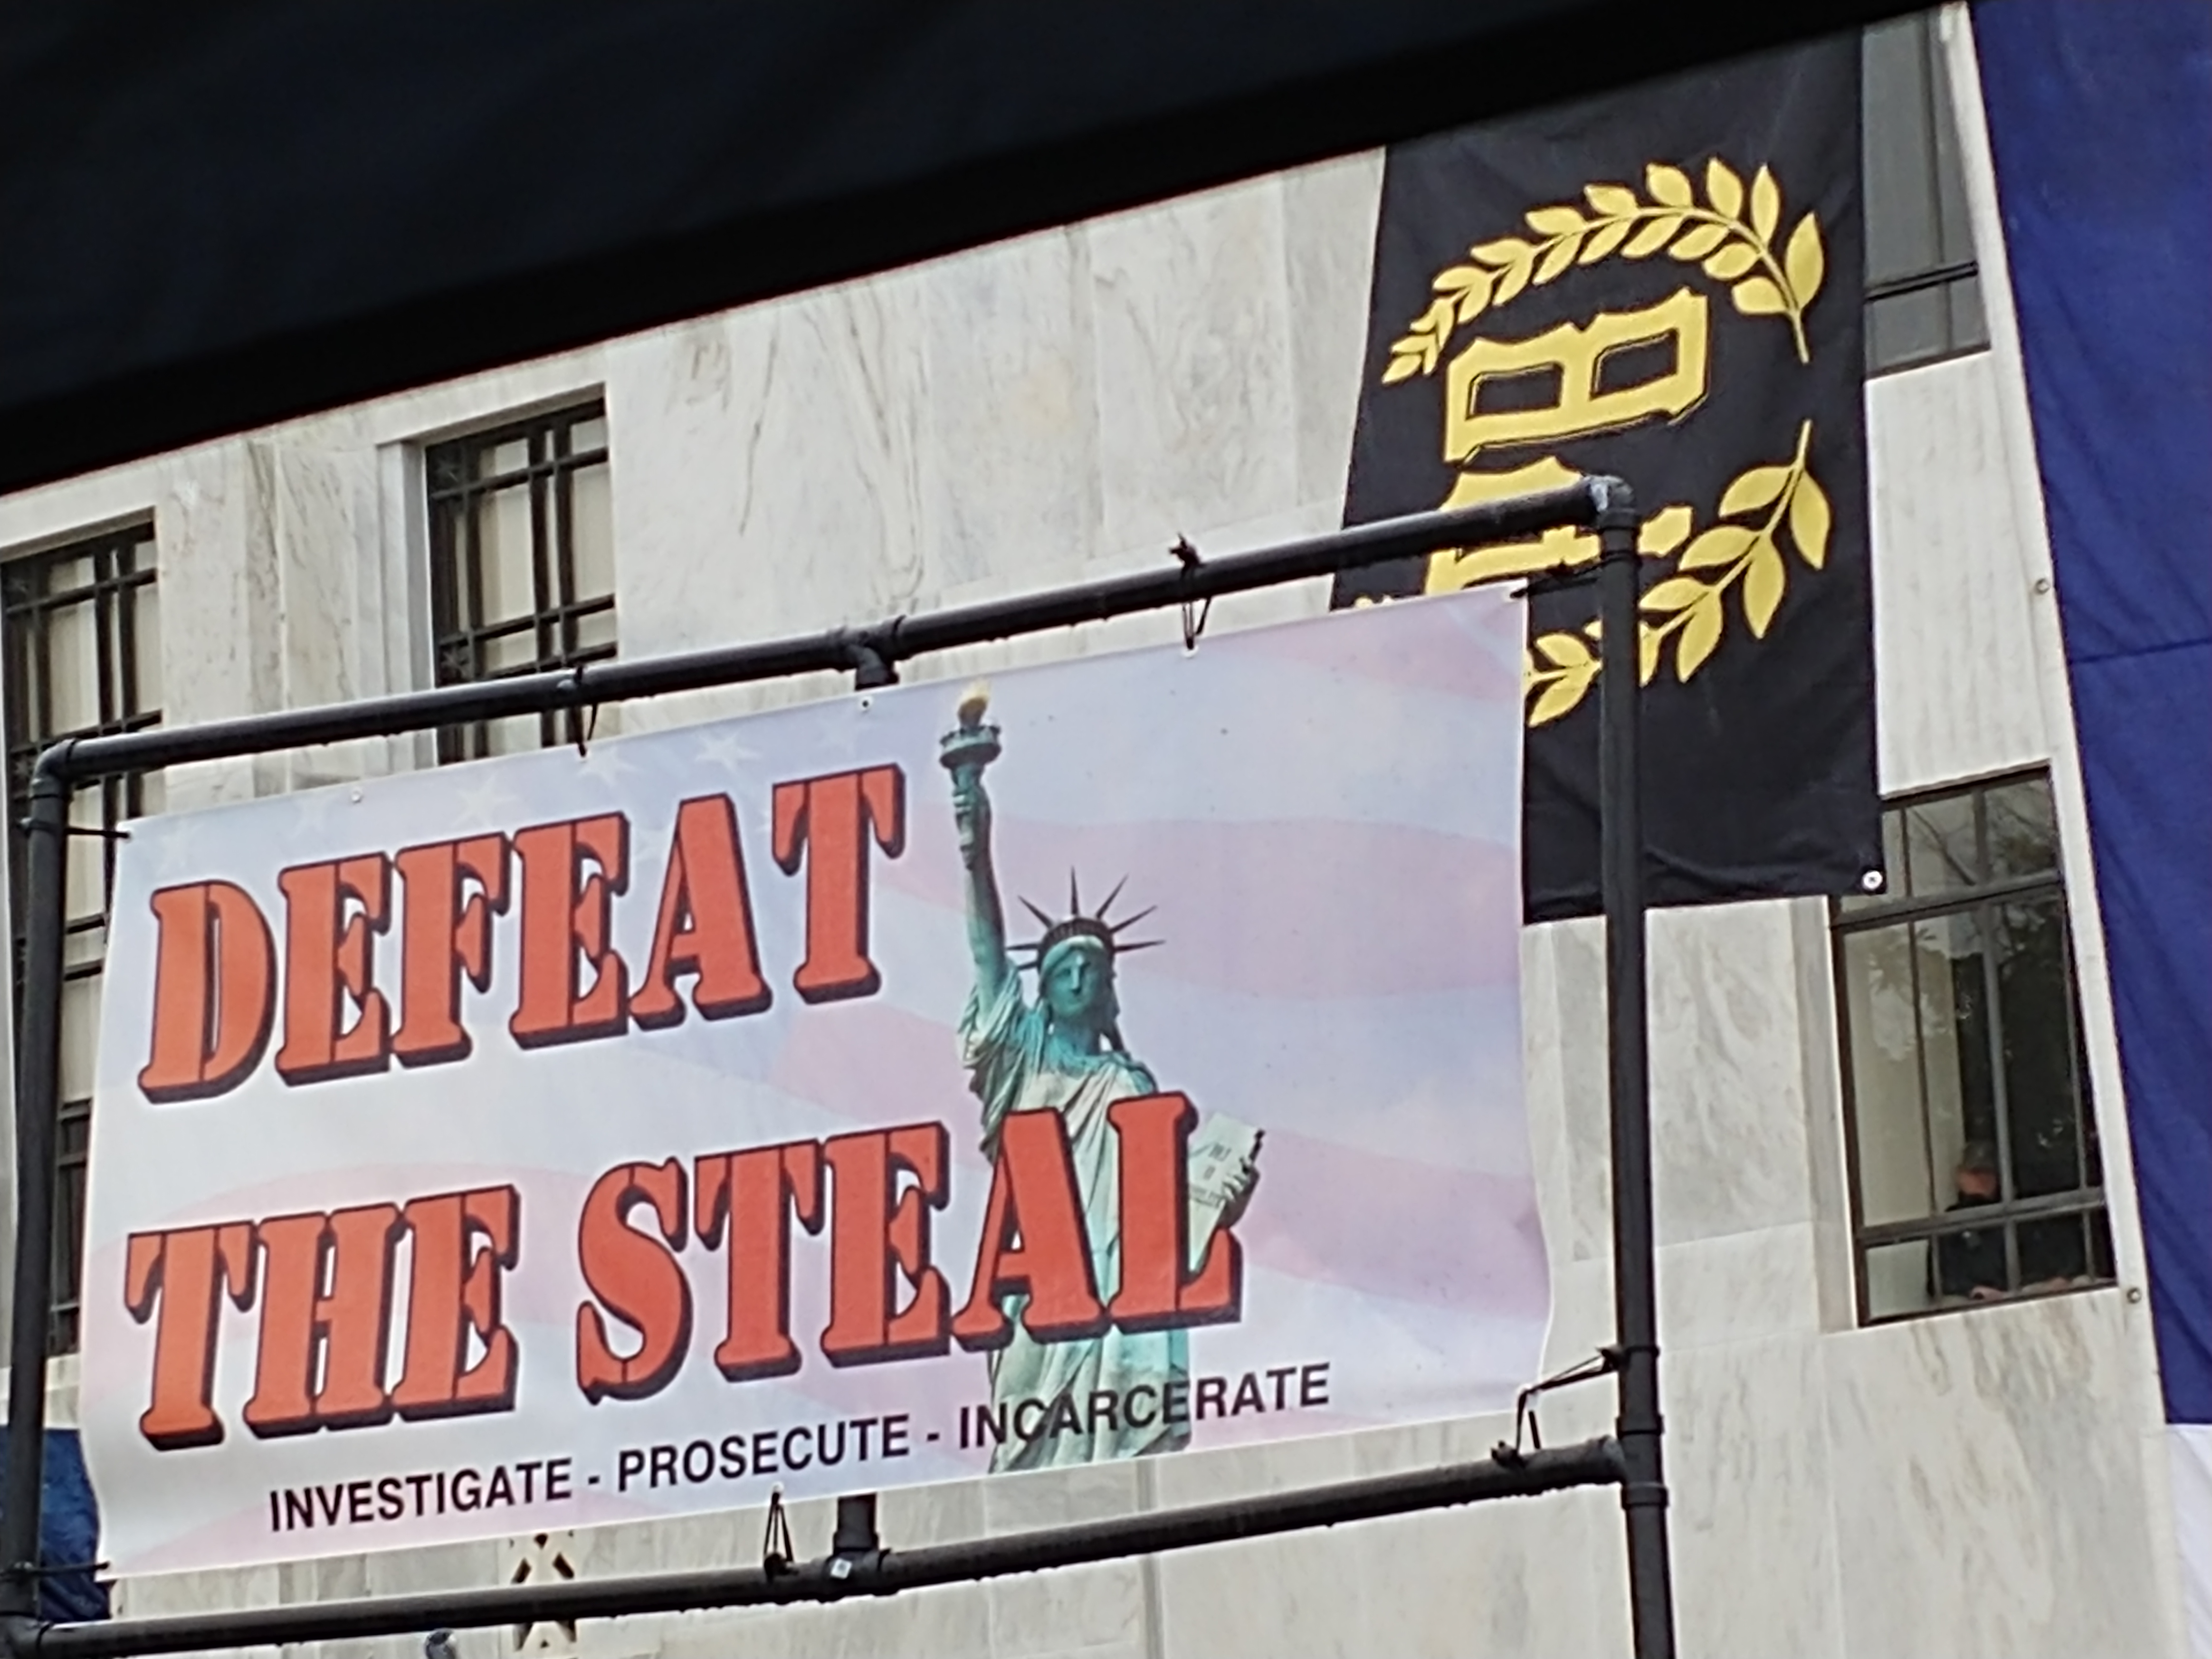 DEFEAT
THE STEAL
INVESTIGATE - PROSECUTE - INCARCERATE